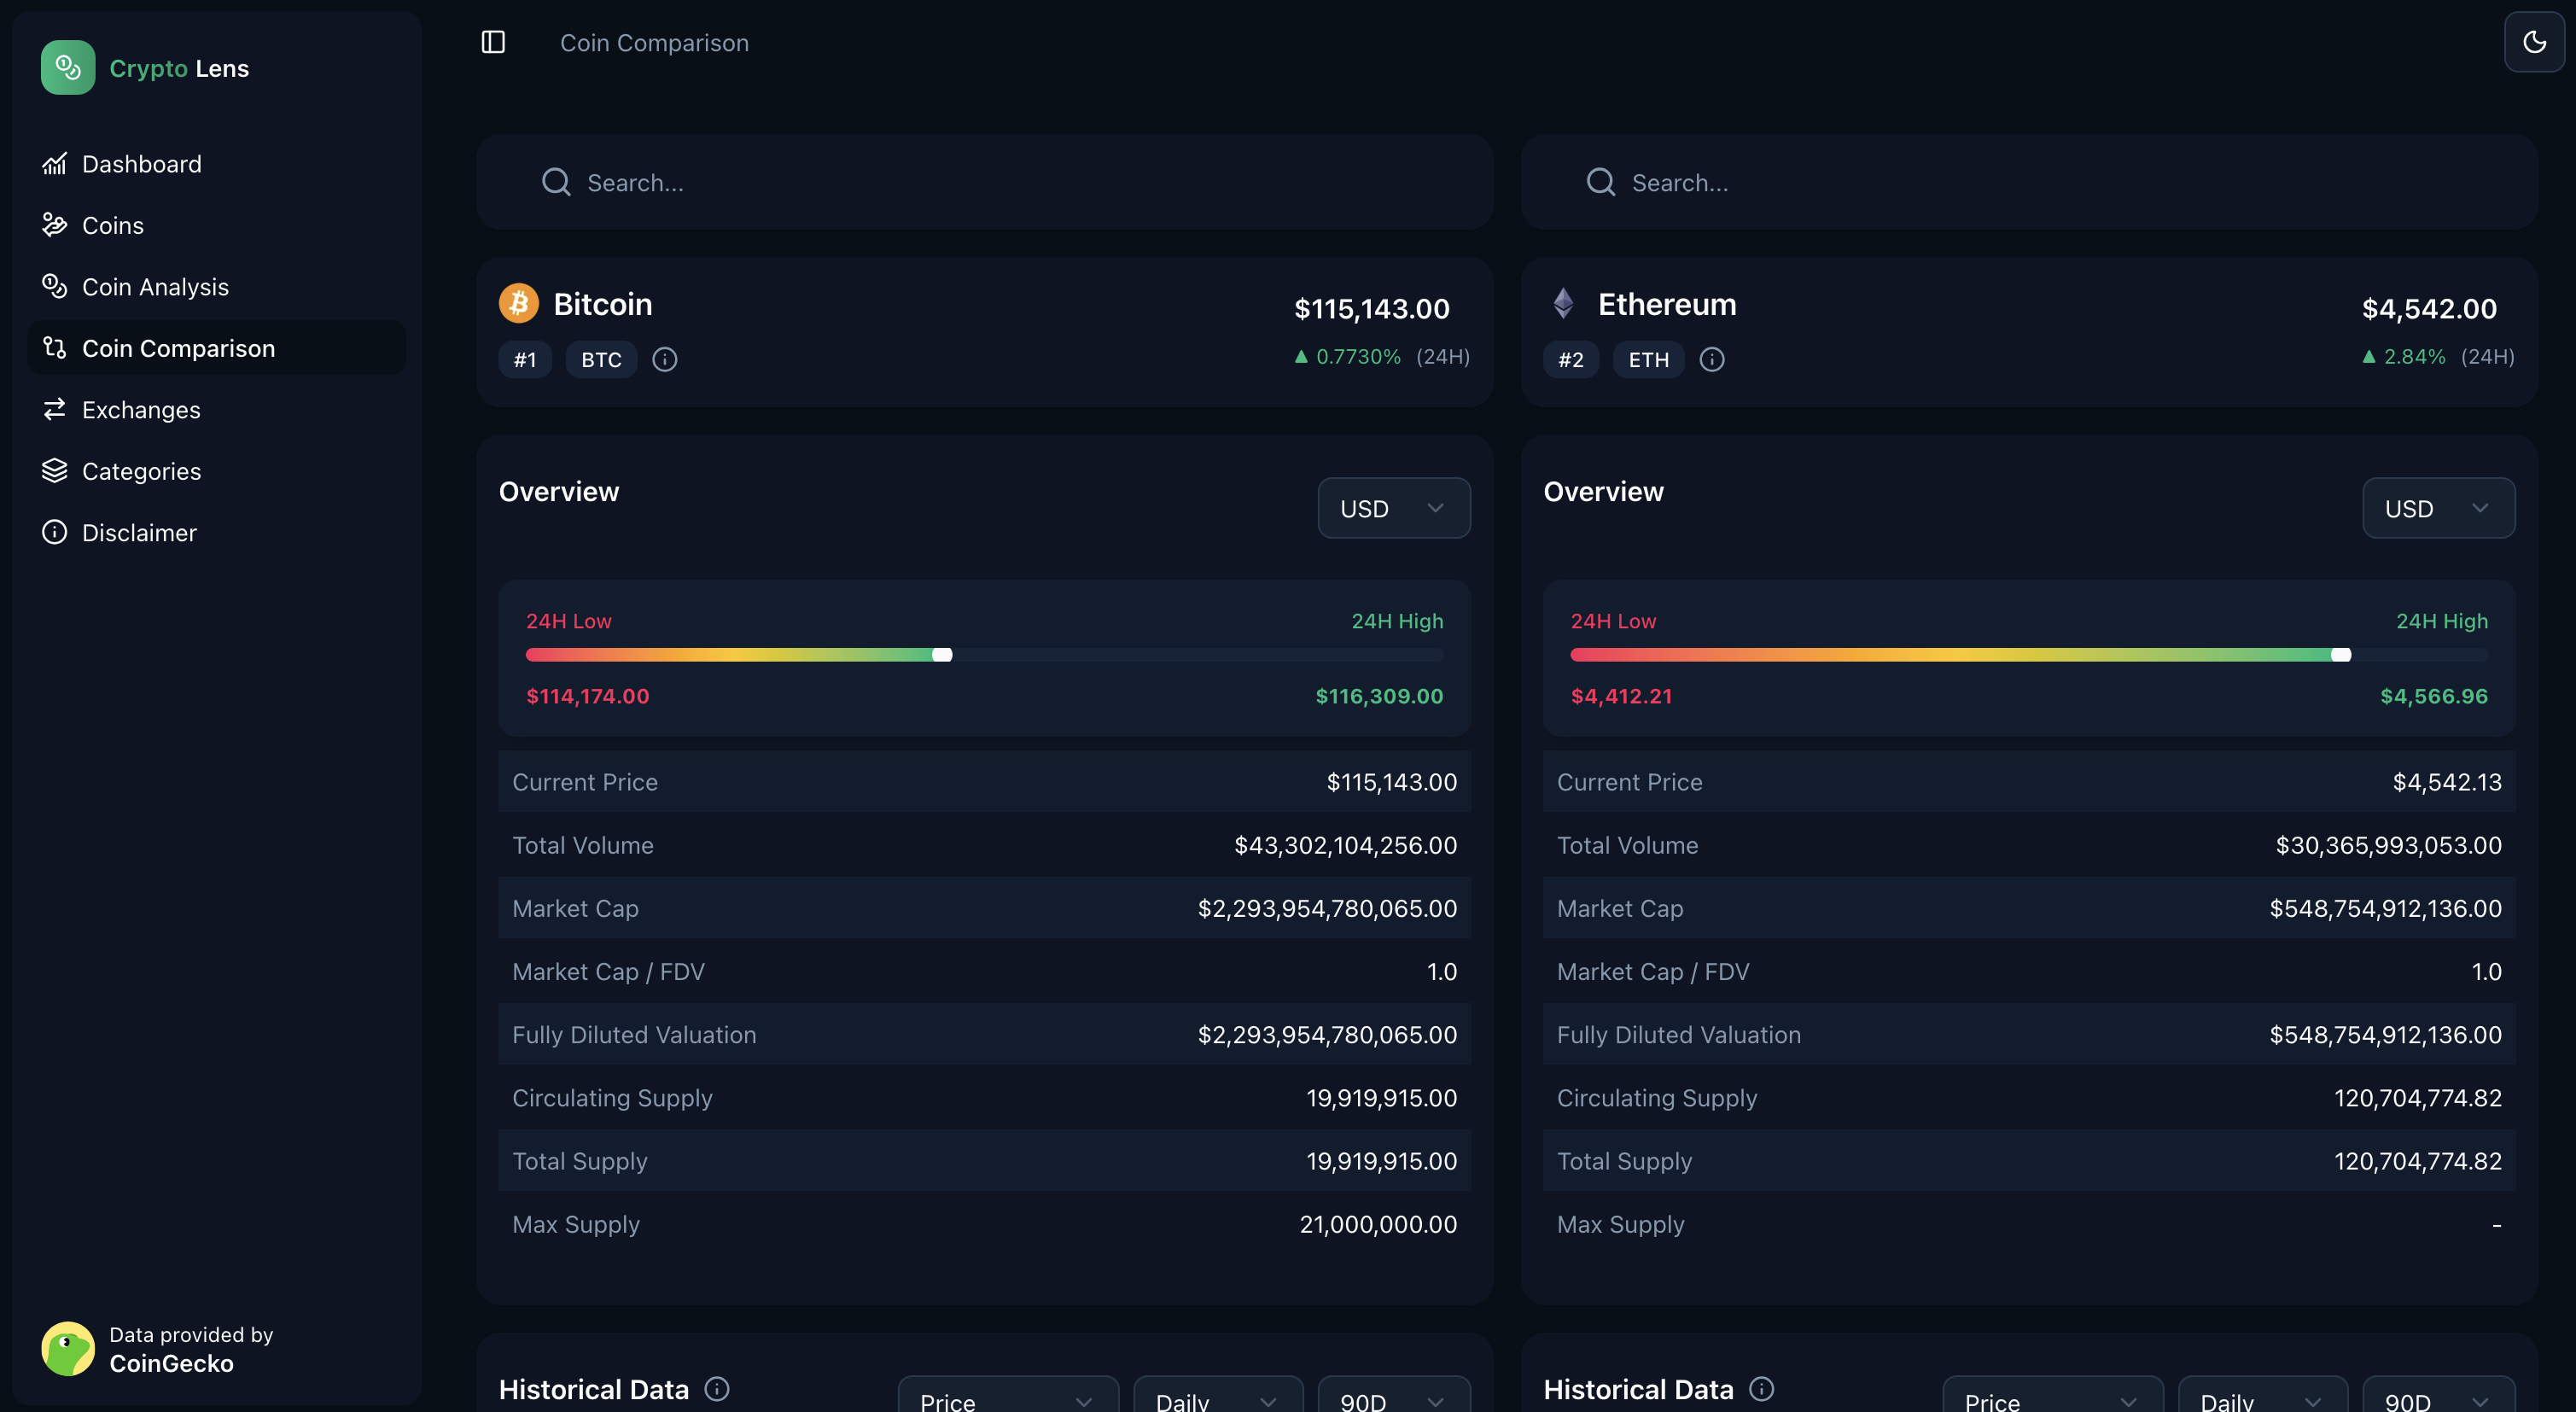 Crypto Lens
Dashboard
Coins
Coin Analysis
Coin Comparison
Exchanges
Categories
Disclaimer
Data provided by
CoinGecko
Coin Comparison
Search...
Bitcoin
$115,143.00
#1 BTC
0.7730% (24H)
Overview
USD
24H Low 24H High
$114,174.00 $116,309.00
Current Price $115,143.00
Total Volume $43,302,104,256.00
Market Cap $2,293,954,780,065.00
Market Cap / FDV 1.0
Fully Diluted Valuation $2,293,954,780,065.00
Circulating Supply 19,919,915.00
Total Supply 19,919,915.00
Max Supply 21,000,000.00
Historical Data Price Daily 90D
Search...
Ethereum
$4,542.00
#2 ETH
2.84% (24H)
Overview
USD
24H Low 24H High
$4,412.21 $4,566.96
Current Price $4,542.13
Total Volume $30,365,993,053.00
Market Cap $548,754,912,136.00
Market Cap / FDV 1.0
Fully Diluted Valuation $548,754,912,136.00
Circulating Supply 120,704,774.82
Total Supply 120,704,774.82
Max Supply -
Historical Data Price Daily 90D